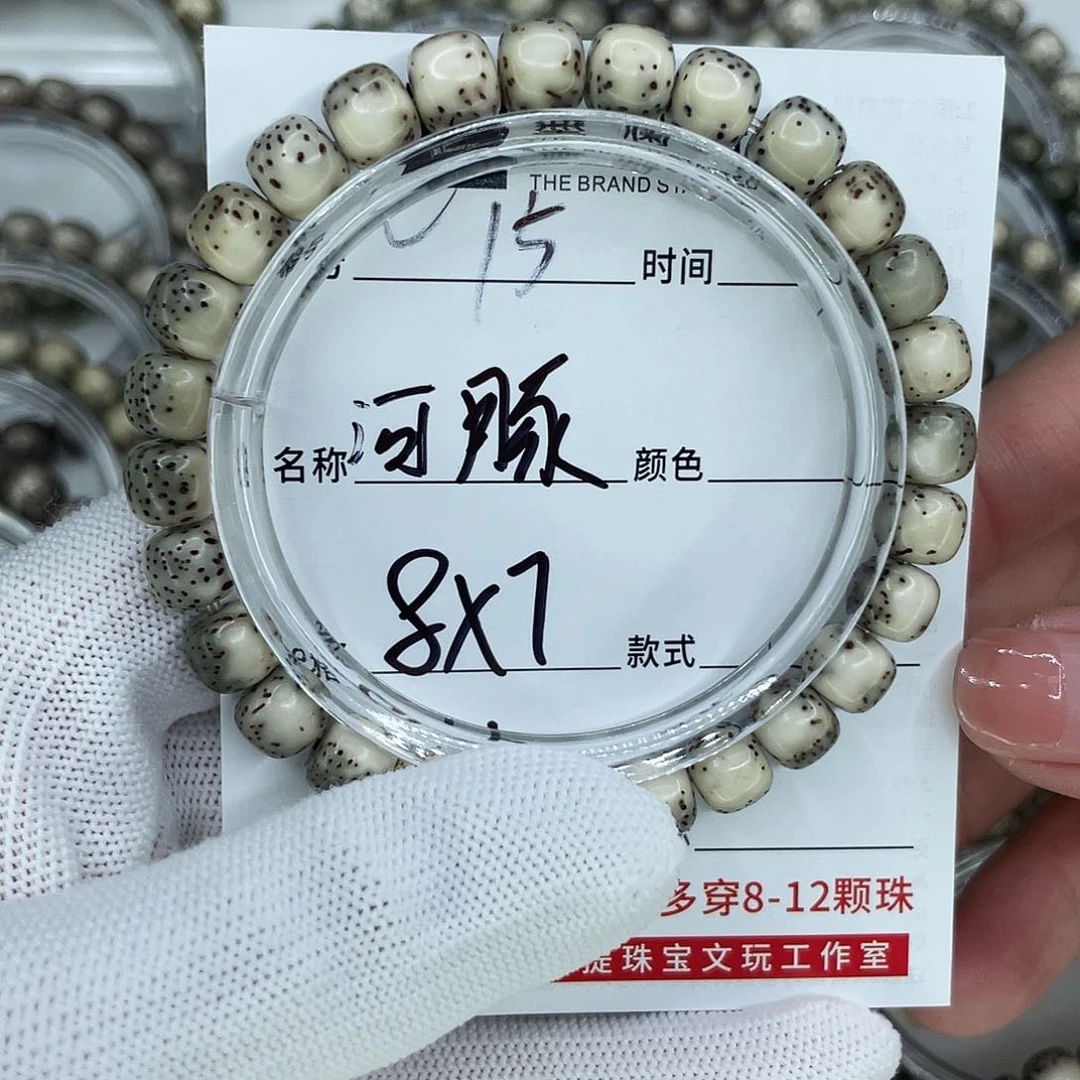 THE BRAND
15 时间
名称 河豚 颜色
8X7 款式
多穿8-12颗珠
提珠宝文玩工作室